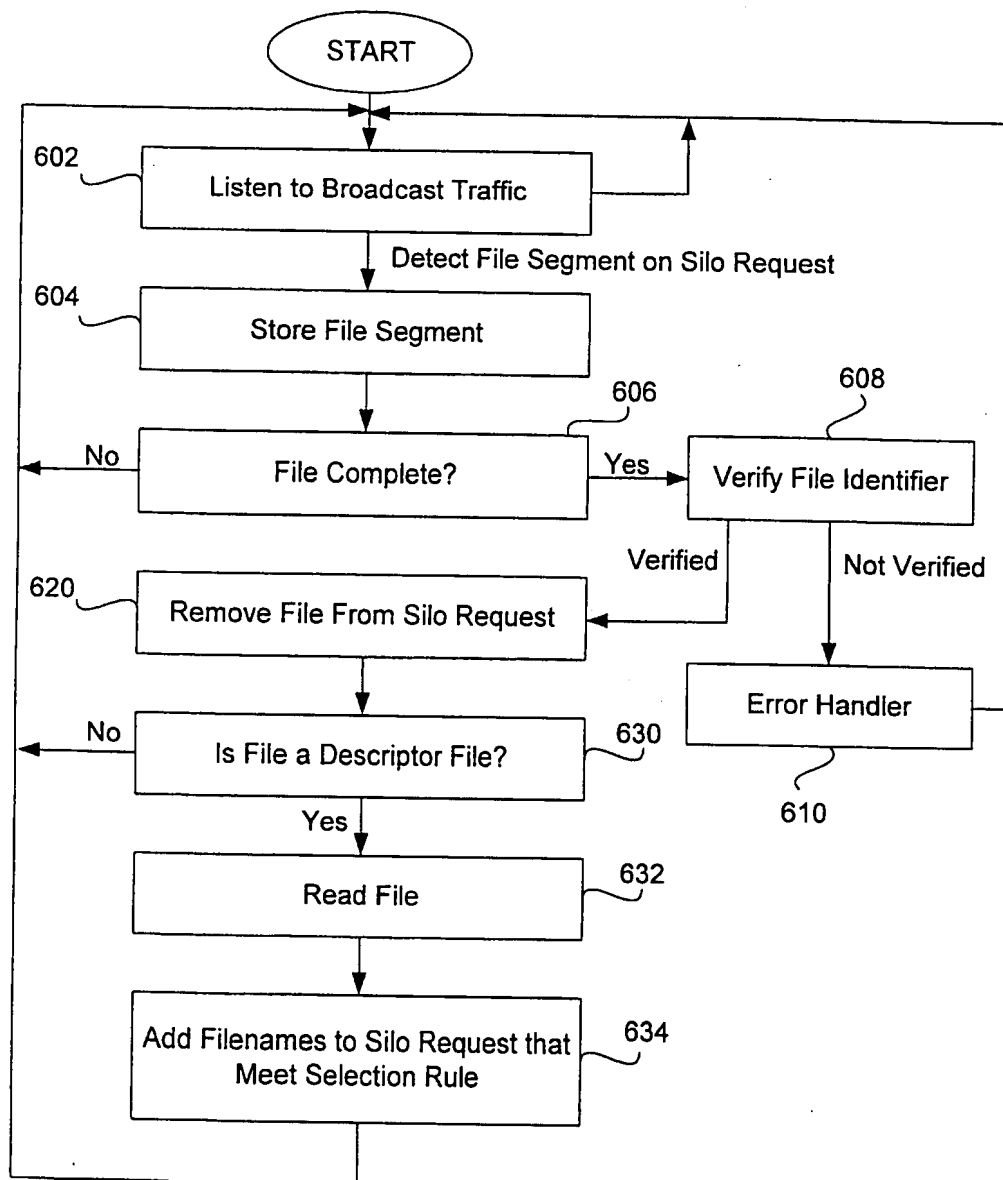 START
602
Listen to Broadcast Traffic
Detect File Segment on Silo Request
604
Store File Segment
606
608
No
File Complete?
Yes
Verify File Identifier
Verified
Not Verified
620
Remove File From Silo Request
Error Handler
No
Is File a Descriptor File?
630
610
Yes
Read File
632
Add Filenames to Silo Request that
Meet Selection Rule
634